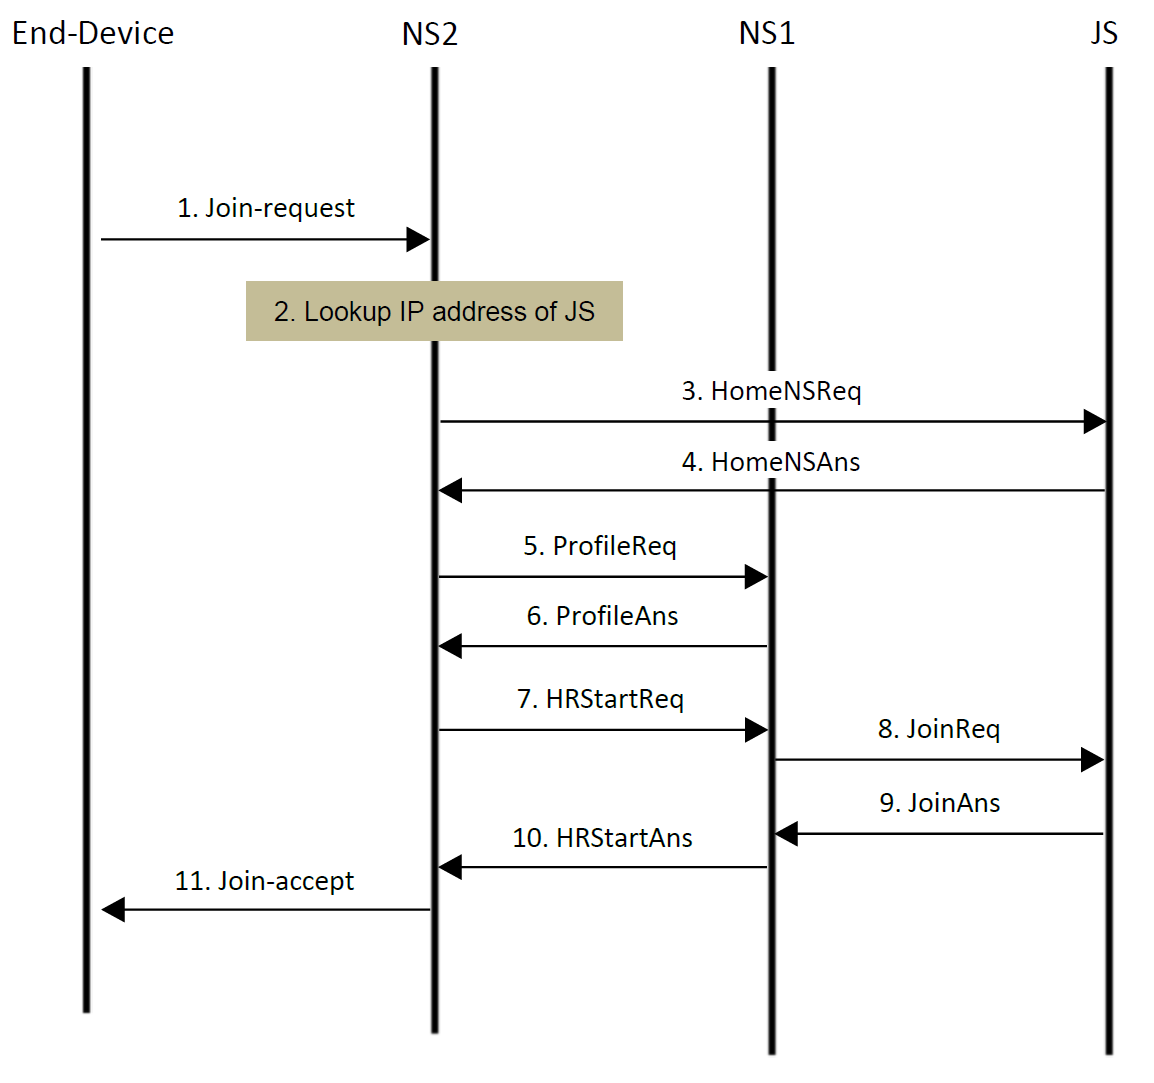 End-Device
NS2
NS1
JS
1. Join-request
2. Lookup IP address of JS
3. HomeNSReq
4. HomeNSAns
5. ProfileReq
6. ProfileAns
7. HRStartReq
8. JoinReq
9. JoinAns
10. HRStartAns
11. Join-accept